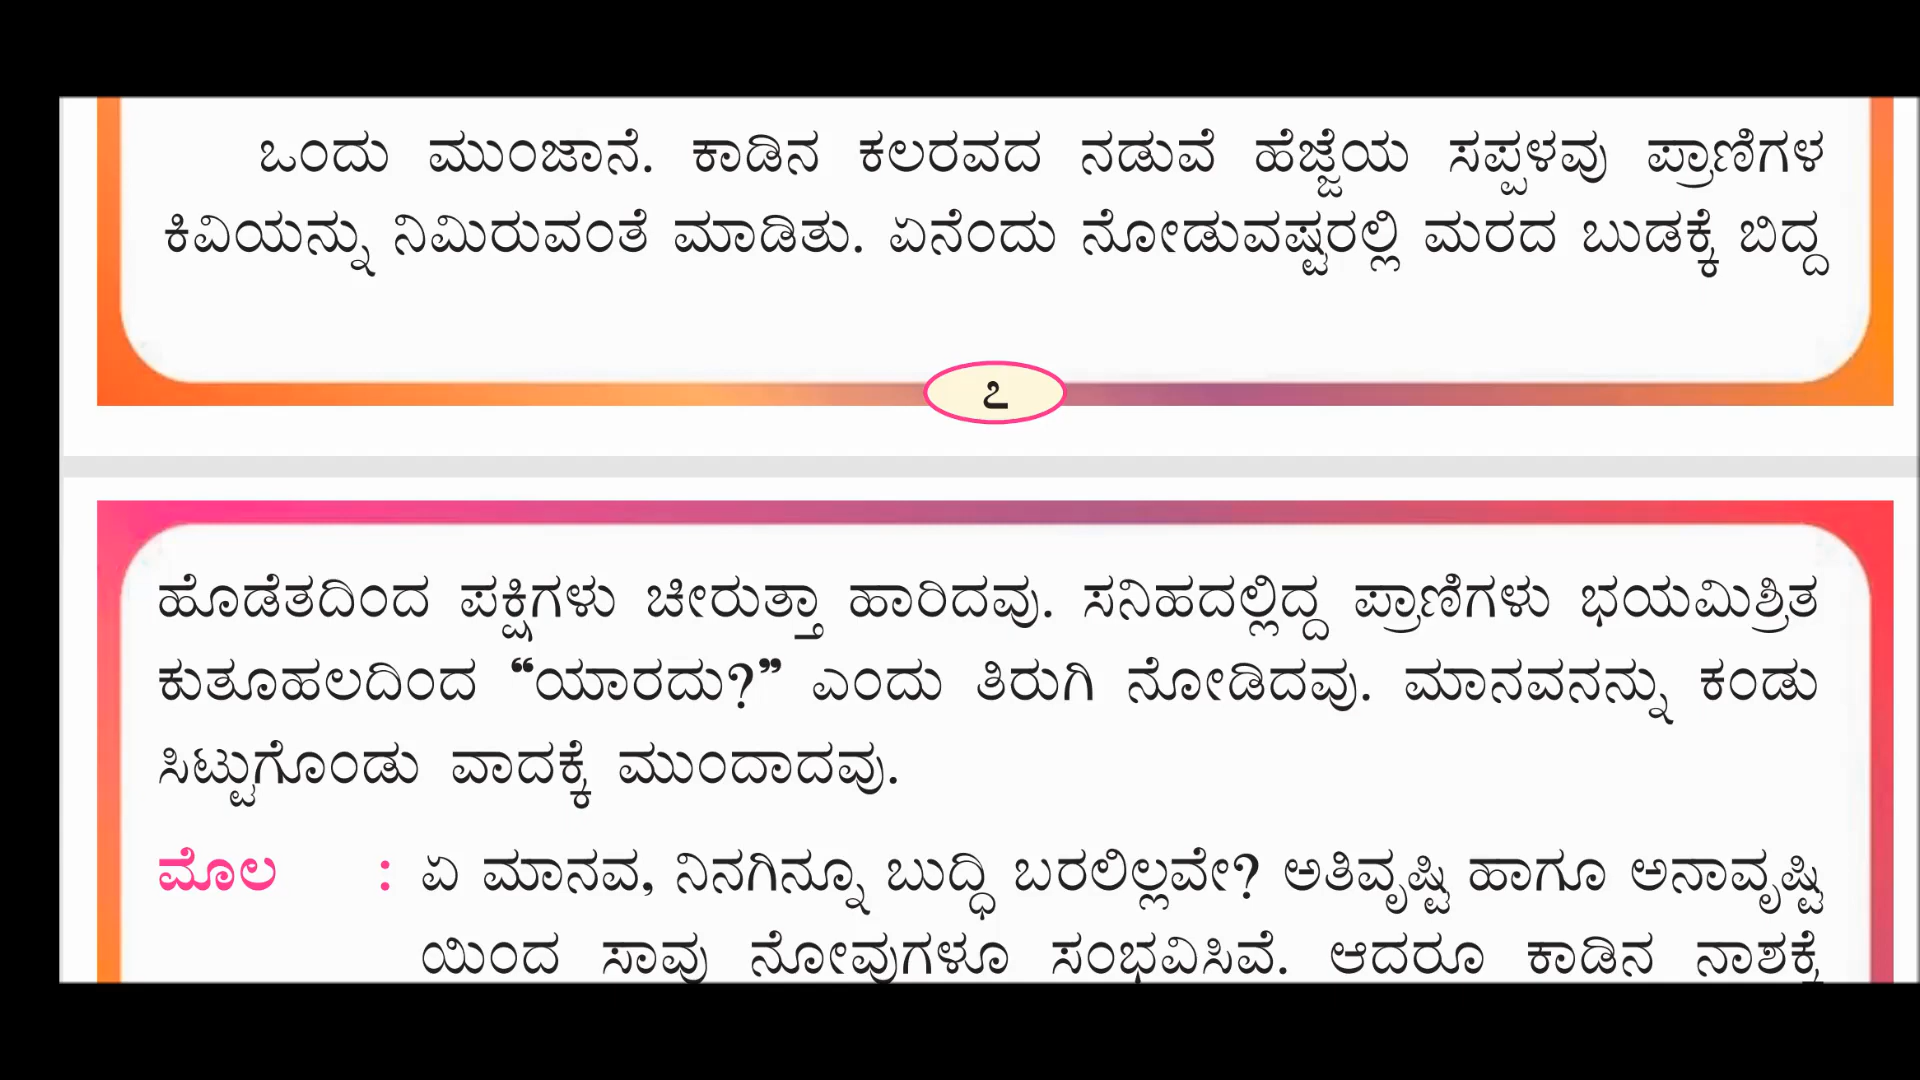 ಒಂದು ಮುಂಜಾನೆ. ಕಾಡಿನ ಕಲರವದ ನಡುವೆ ಹೆಜ್ಜೆಯ ಸಪ್ಪಳವು ಪ್ರಾಣಿಗಳ
ಕಿವಿಯನ್ನು ನಿಮಿರುವಂತೆ ಮಾಡಿತು. ಏನೆಂದು ನೋಡುವಷ್ಟರಲ್ಲಿ ಮರದ ಬುಡಕ್ಕೆ ಬಿದ್ದ
೭
ಹೊಡೆತದಿಂದ ಪಕ್ಷಿಗಳು ಚೀರುತ್ತಾ ಹಾರಿದವು. ಸನಿಹದಲ್ಲಿದ್ದ ಪ್ರಾಣಿಗಳು ಭಯಮಿಶ್ರಿತ
ಕುತೂಹಲದಿಂದ “ಯಾರದು?” ಎಂದು ತಿರುಗಿ ನೋಡಿದವು. ಮಾನವನನ್ನು ಕಂಡು
ಸಿಟ್ಟುಗೊಂಡು ವಾದಕ್ಕೆ ಮುಂದಾದವು.
ಮೊಲ : ಏ ಮಾನವ, ನಿನಗಿನ್ನೂ ಬುದ್ಧಿ ಬರಲಿಲ್ಲವೇ? ಅತಿವೃಷ್ಟಿ ಹಾಗೂ ಅನಾವೃಷ್ಟಿ
ಯಿಂದ ಸಾವು ನೋವುಗಳೂ ಸಂಭವಿಸಿವೆ. ಆದರೂ ಕಾಡಿನ ನಾಶಕ್ಕೆ